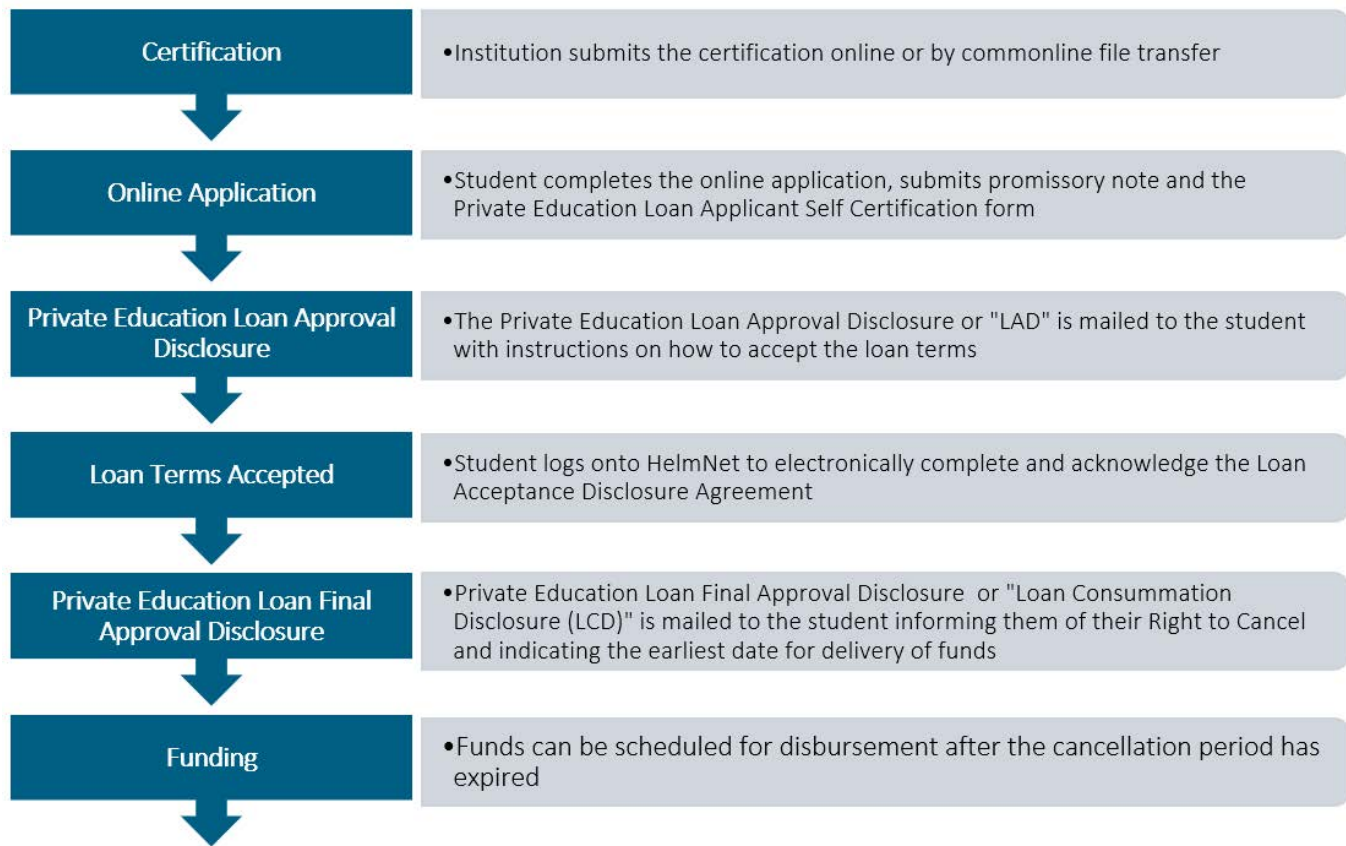 Certification
•Institution submits the certification online or by commonline file transfer
Online Application
•Student completes the online application, submits promissory note and the
Private Education Loan Applicant Self Certification form
Private Education Loan Approval
Disclosure
•The Private Education Loan Approval Disclosure or "LAD" is mailed to the student
with instructions on how to accept the loan terms
Loan Terms Accepted
•Student logs onto HelmNet to electronically complete and acknowledge the Loan
Acceptance Disclosure Agreement
Private Education Loan Final
Approval Disclosure
•Private Education Loan Final Approval Disclosure or "Loan Consummation
Disclosure (LCD)" is mailed to the student informing them of their Right to Cancel
and indicating the earliest date for delivery of funds
Funding
•Funds can be scheduled for disbursement after the cancellation period has
expired